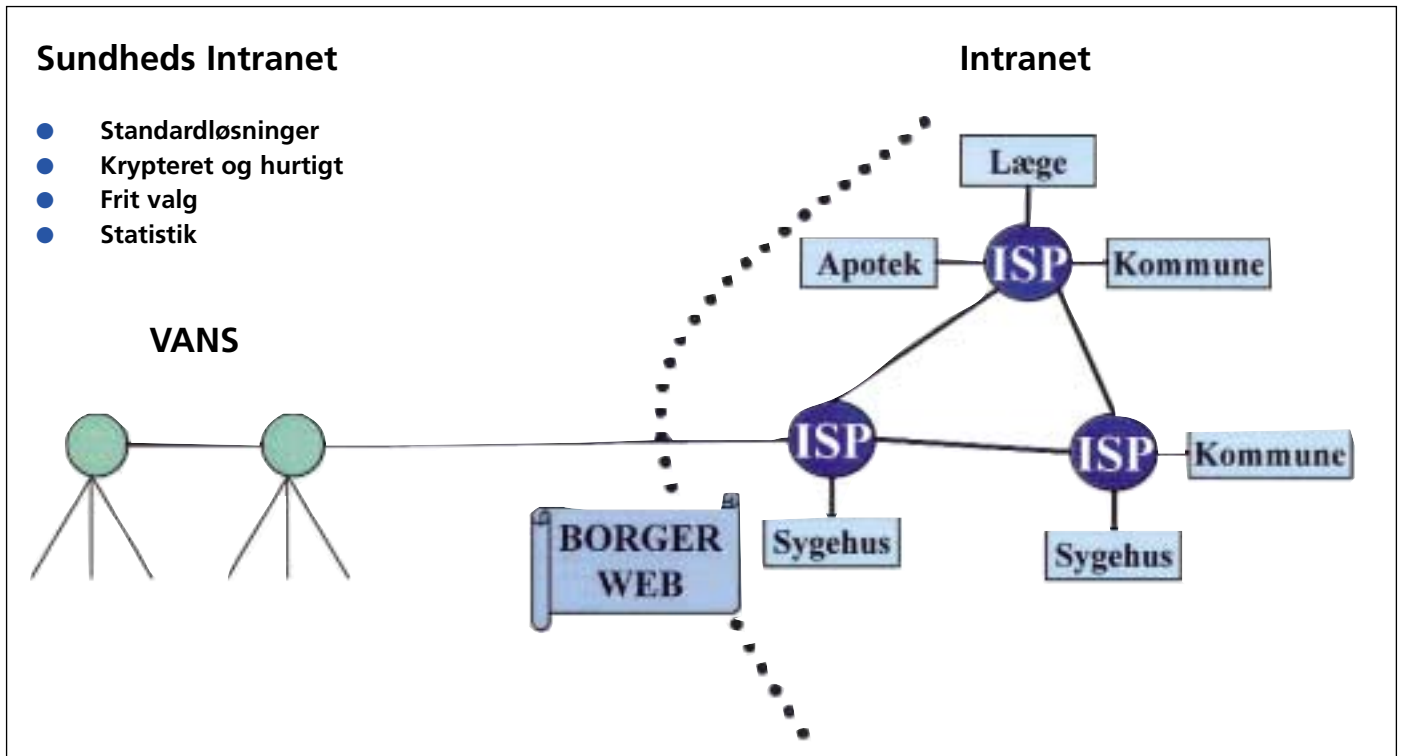 Sundheds Intranet
Standardløsninger
Krypteret og hurtigt
Frit valg
Statistik
VANS
Intranet
Læge
Apotek
ISP
Kommune
ISP
ISP
Kommune
Sygehus
Sygehus
BORGER
WEB